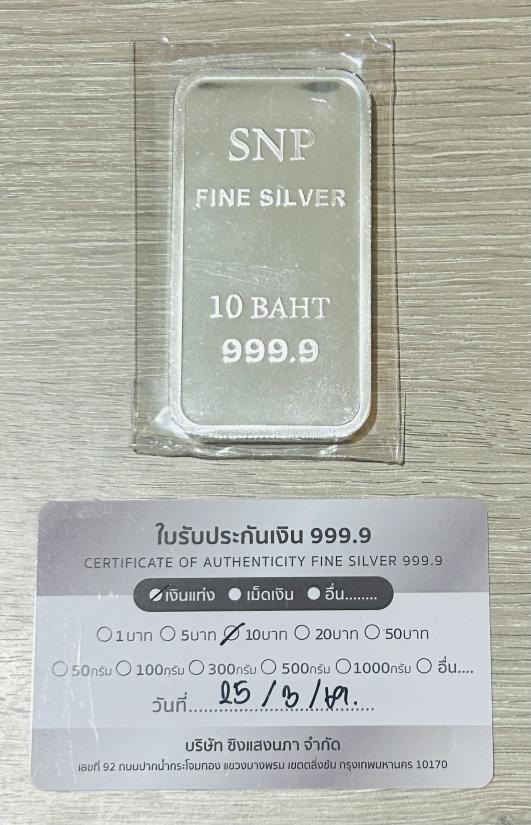 SNP
FINE SILVER
10 BAHT
999.9
ใบรับประกันเงิน 999.9
CERTIFICATE OF AUTHENTICITY FINE SILVER 999.9
เงินแท่ง เม็ดเงิน อื่น........
1บาท 5บาท 10บาท 20บาท 50บาท
50กรัม 100กรัม 300กรัม 500กรัม 1000กรัม อื่น....
วันที่ 25 / 3 /
บริษัท ชิงแสงนภา จำกัด
เลขที่ 92 ถนนปากน้ำกระโจมทอง แขวงบางพรม เขตตลิ่งชัน กรุงเทพมหานคร 10170